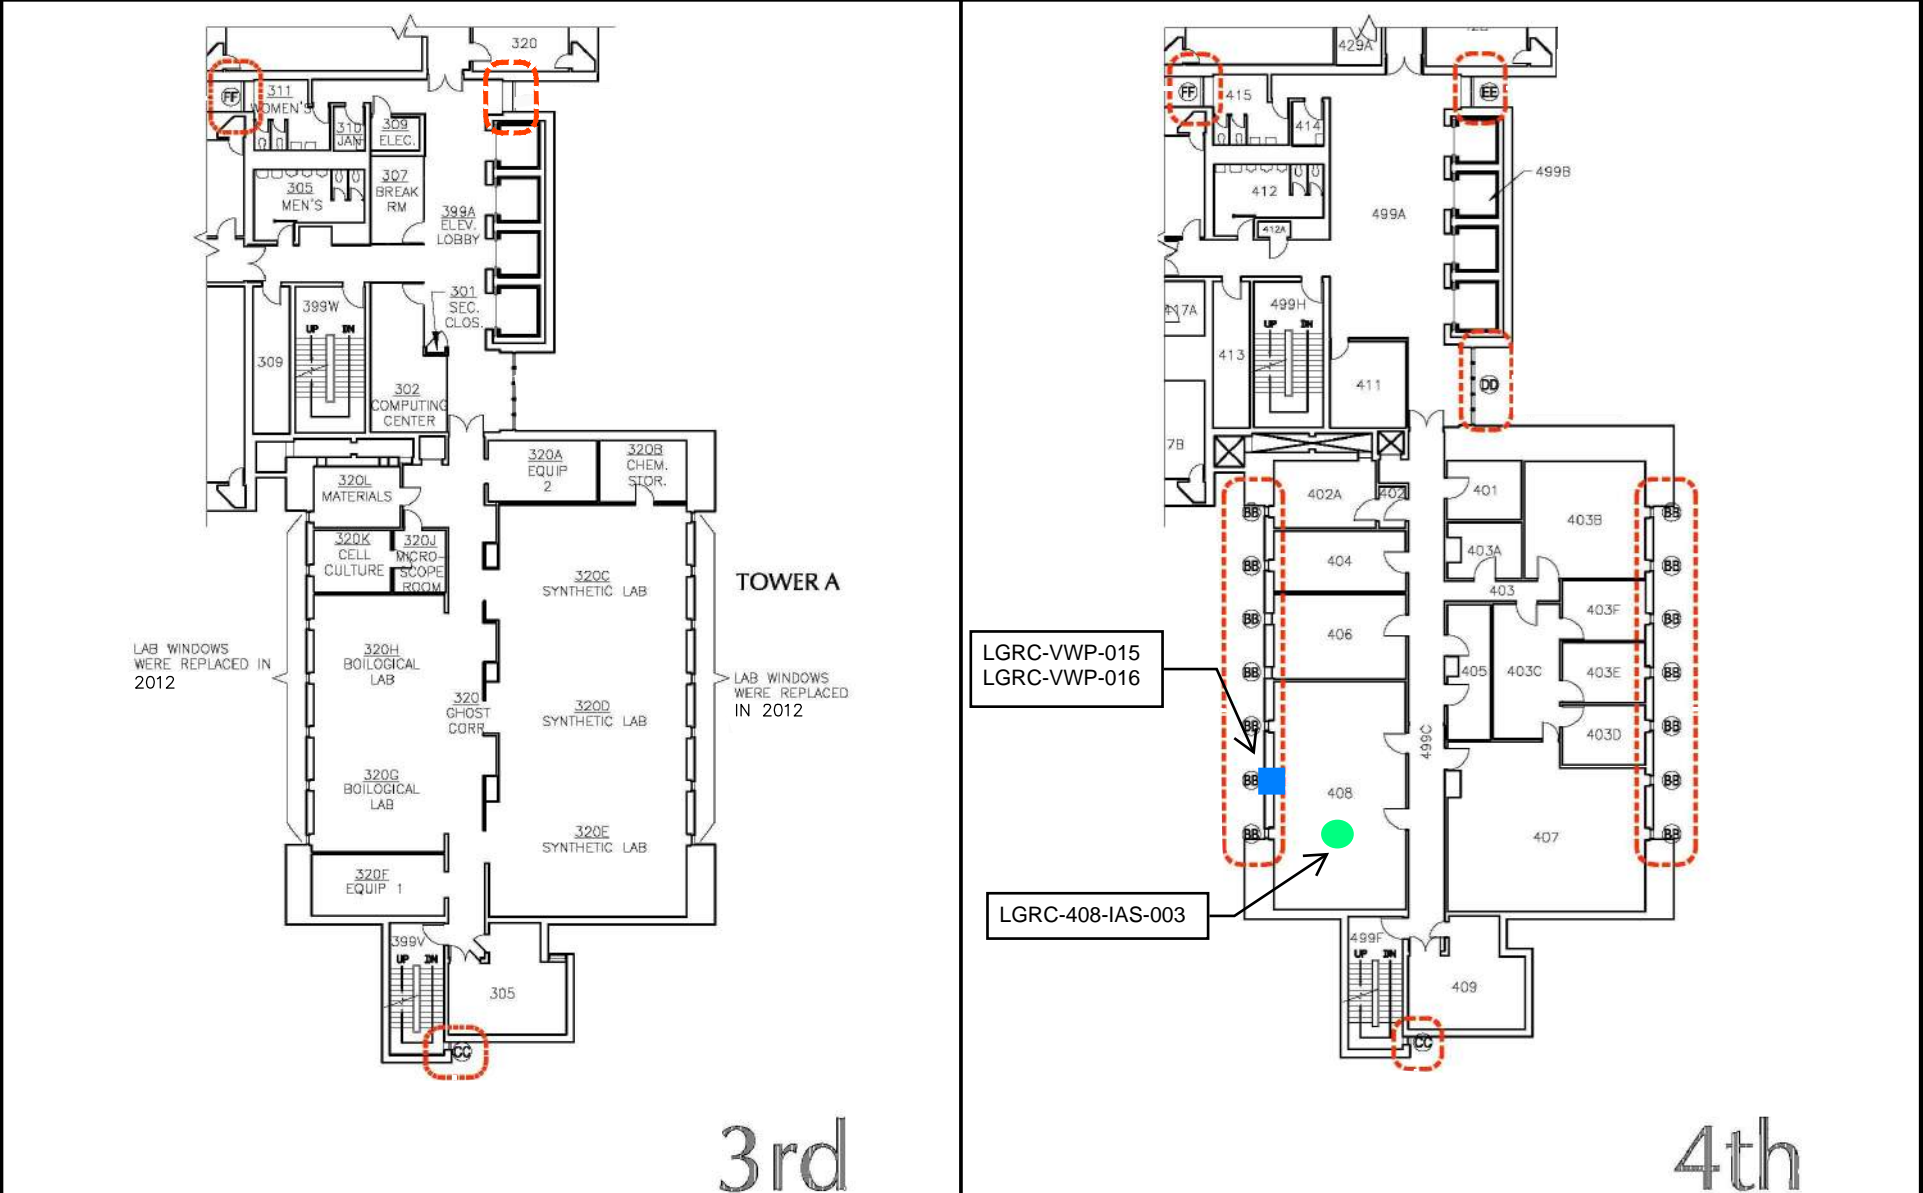 320
FF
311
WOMEN'S
310
JAN
309
ELEC.
305
MEN'S
307
BREAK
RM
399A
ELEV.
LOBBY
301
SEC.
CLOS.
399W
UP DN
309
302
COMPUTING
CENTER
320A
EQUIP
2
320B
CHEM.
STOR.
320L
MATERIALS
320K
CELL
CULTURE
320J
MICRO-
SCOPE
ROOM
320C
SYNTHETIC LAB
TOWER A
LAB WINDOWS
WERE REPLACED IN
2012
320H
BOILOGICAL
LAB
320
GHOST
CORR
320D
SYNTHETIC LAB
LAB WINDOWS
WERE REPLACED
IN 2012
320G
BOILOGICAL
LAB
320E
SYNTHETIC LAB
320F
EQUIP 1
399V
UP DN
305
CC
3rd
429A
FF
415
414
EE
412
499B
499A
412A
417A
499H
UP DN
413
411
DD
7B
402A
402
401
403B
BB
BB
404
403A
BB
BB
403
403F
BB
BB
406
405
403C
403E
BB
BB
LGRC-VWP-015
LGRC-VWP-016
499C
403D
BB
BB
408
BB
BB
407
BB
BB
LGRC-408-IAS-003
499F
UP DN
409
CC
4th